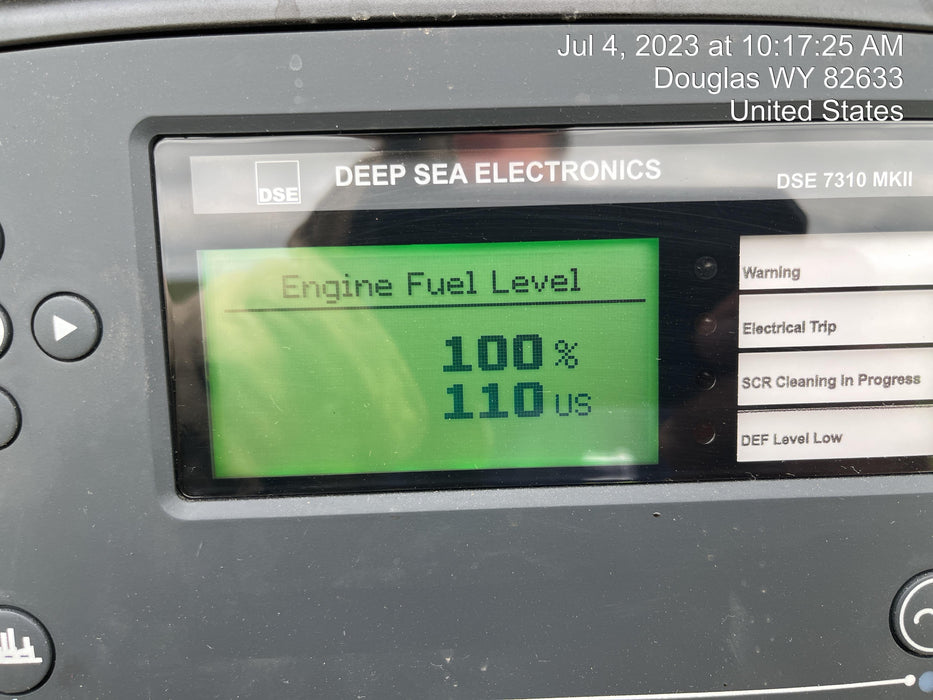 Jul 4, 2023 at 10:17:25 AM
Douglas WY 82633
United States
DSE
DEEP SEA ELECTRONICS
DSE 7310 MKII
Engine Fuel Level
100 %
110 US
Warning
Electrical Trip
SCR Cleaning in Progress
DEF Level Low